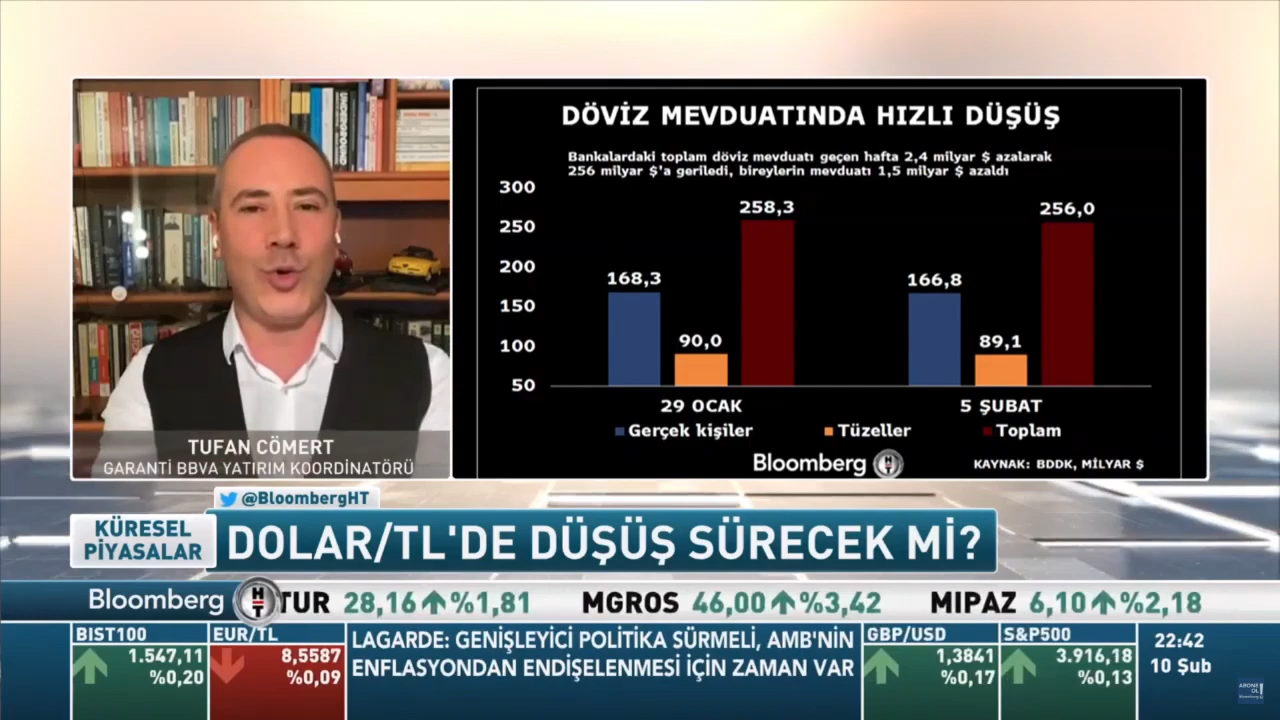 DÖVİZ MEVDUATINDA HIZLI DÜŞÜŞ
Bankalardaki toplam döviz mevduatı geçen hafta 2,4 milyar $ azalarak
256 milyar $'a geriledi, bireylerin mevduatı 1,5 milyar $ azaldı
300
250
200
150
100
50
168,3
90,0
258,3
166,8
89,1
256,0
29 OCAK
5 ŞUBAT
Gerçek kişiler
Tüzeller
Toplam
Bloomberg HT
KAYNAK: BDDK, MİLYAR $
UNDERGROUND
TUFAN CÖMERT
GARANTİ BBVA YATIRIM KOORDİNATÖRÜ
@BloombergHT
KÜRESEL
PİYASALAR
DOLAR/TL'DE DÜŞÜŞ SÜRECEK Mİ?
Bloomberg HT
TUR 28,16 %1,81 MGROS 46,00 %3,42 MIPAZ 6,10 %2,18
BIST100
1.547,11
%0,20
EUR/TL
8,5587
%0,09
LAGARDE: GENİŞLEYİCİ POLİTİKA SÜRMELİ, AMB'NİN
ENFLASYONDAN ENDİŞELENMESİ İÇİN ZAMAN VAR
GBP/USD
1,3841
%0,17
S&P500
3.916,18
%0,13
22:42
10 Şub
ABONE
OL!
Bloomberg